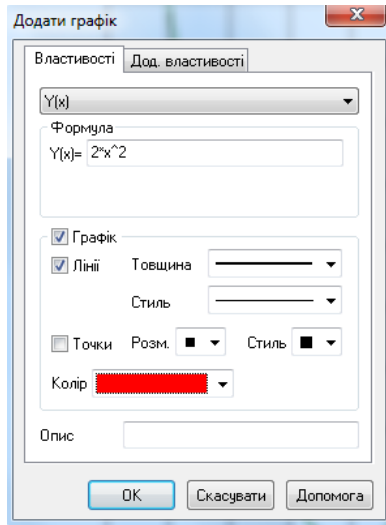 Додати графік
Властивості Дод. властивості
Y(x)
Формула
Y(x)= 2*x^2
Графік
Лінії Товщина
Стиль
Точки Розм. Стиль
Колір
Опис
OK Скасувати Допомога